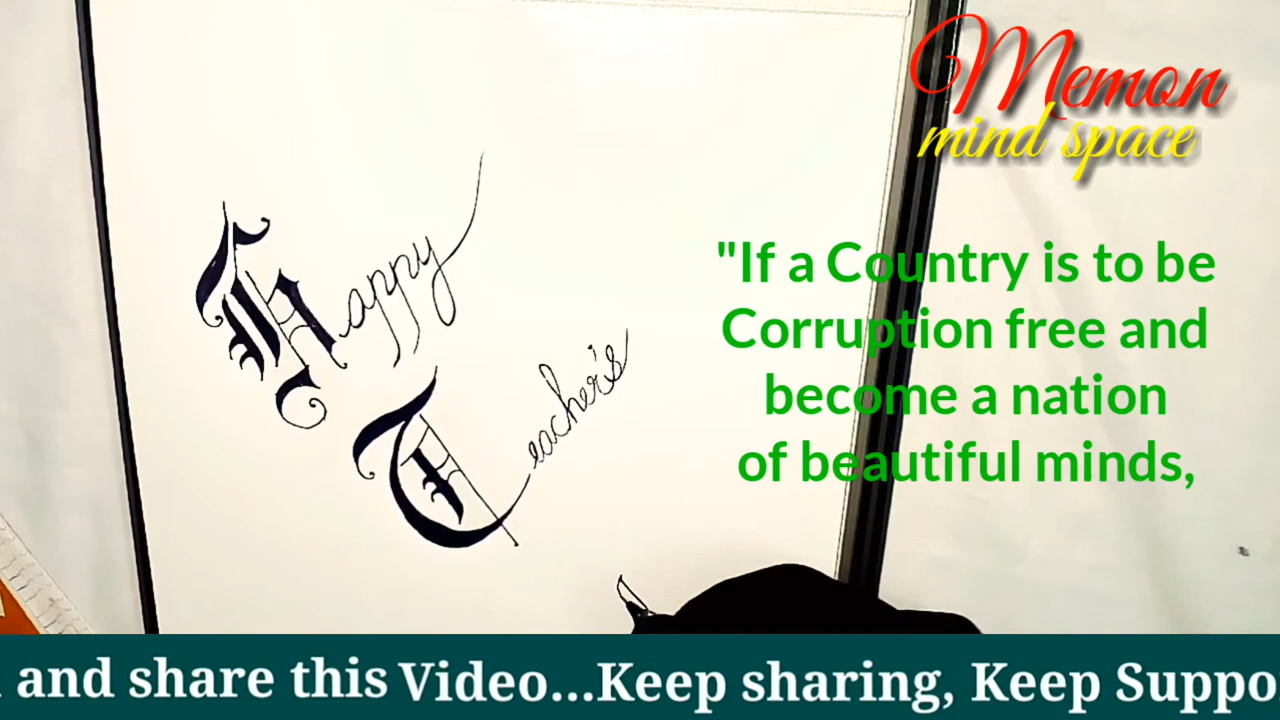 Memon
mind space
Happy
Teacher's
"If a Country is to be
Corruption free and
become a nation
of beautiful minds,
and share this Video...Keep sharing, Keep Suppo